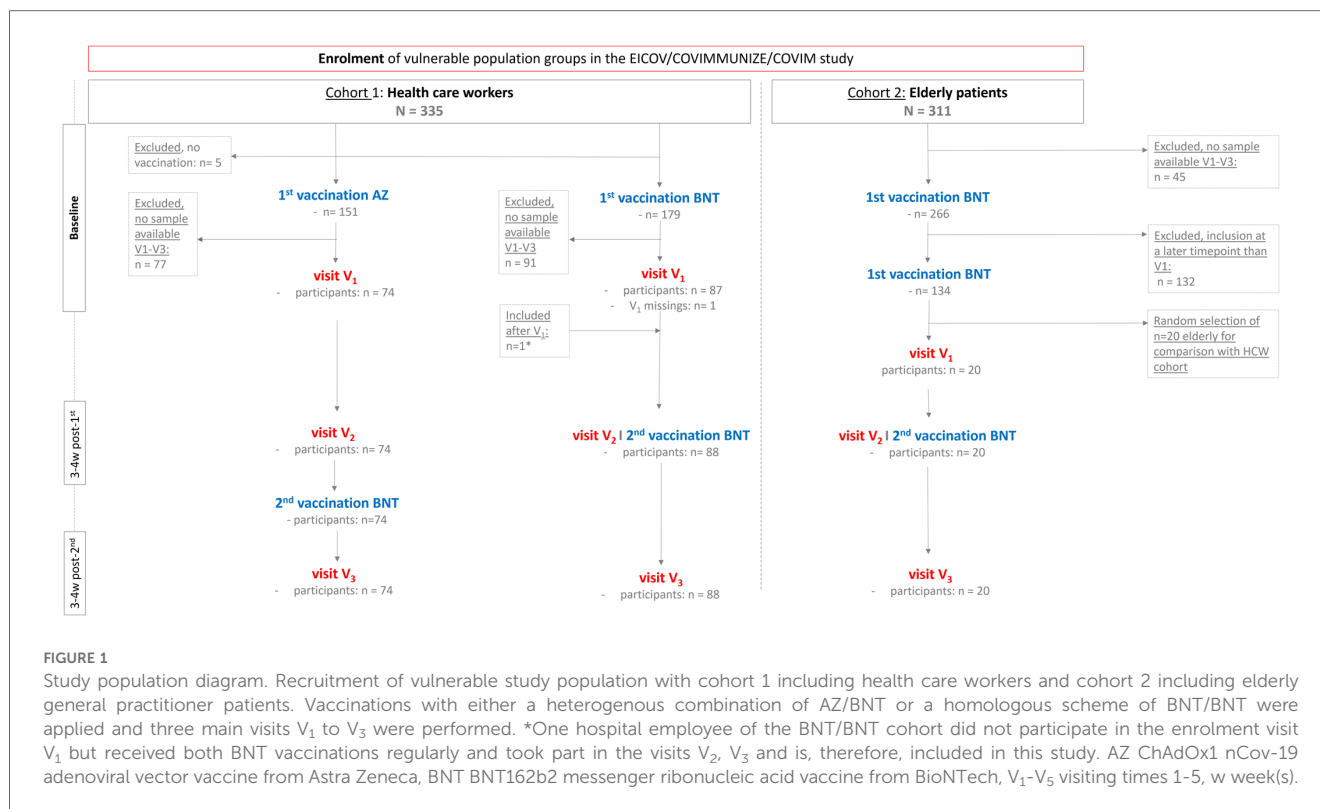 Enrolment of vulnerable population groups in the EICOV/COVIMMUNIZE/COVIM study
Cohort 1: Health care workers
N = 335
Cohort 2: Elderly patients
N = 311
Baseline
Excluded, no
vaccination: n= 5
1st vaccination AZ
- n= 151
Excluded,
no sample
available
V1-V3:
n = 77
visit V1
- participants: n = 74
1st vaccination BNT
- n= 179
Excluded,
no sample
available
V1-V3
n = 91
visit V1
- participants: n = 87
- V1 missings: n= 1
Included
after V1:
n=1*
Excluded, no sample
available V1-V3:
n = 45
1st vaccination BNT
- n= 266
Excluded, inclusion at
a later timepoint than
V1:
n = 132
1st vaccination BNT
- n= 134
Random selection of
n=20 elderly for
comparison with HCW
cohort
visit V1
participants: n = 20
3-4w post-1st
visit V2
- participants: n= 74
visit V2 I 2nd vaccination BNT
- participants: n= 88
visit V2 I 2nd vaccination BNT
- participants: n= 20
2nd vaccination BNT
- participants: n=74
3-4w post-2nd
visit V3
- participants: n = 74
visit V3
- participants: n = 88
visit V3
- participants: n = 20
FIGURE 1
Study population diagram. Recruitment of vulnerable study population with cohort 1 including health care workers and cohort 2 including elderly
general practitioner patients. Vaccinations with either a heterogenous combination of AZ/BNT or a homologous scheme of BNT/BNT were
applied and three main visits V1 to V3 were performed. *One hospital employee of the BNT/BNT cohort did not participate in the enrolment visit
V1 but received both BNT vaccinations regularly and took part in the visits V2, V3 and is, therefore, included in this study. AZ ChAdOx1 nCov-19
adenoviral vector vaccine from Astra Zeneca, BNT BNT162b2 messenger ribonucleic acid vaccine from BioNTech, V1-V5 visiting times 1-5, w week(s).